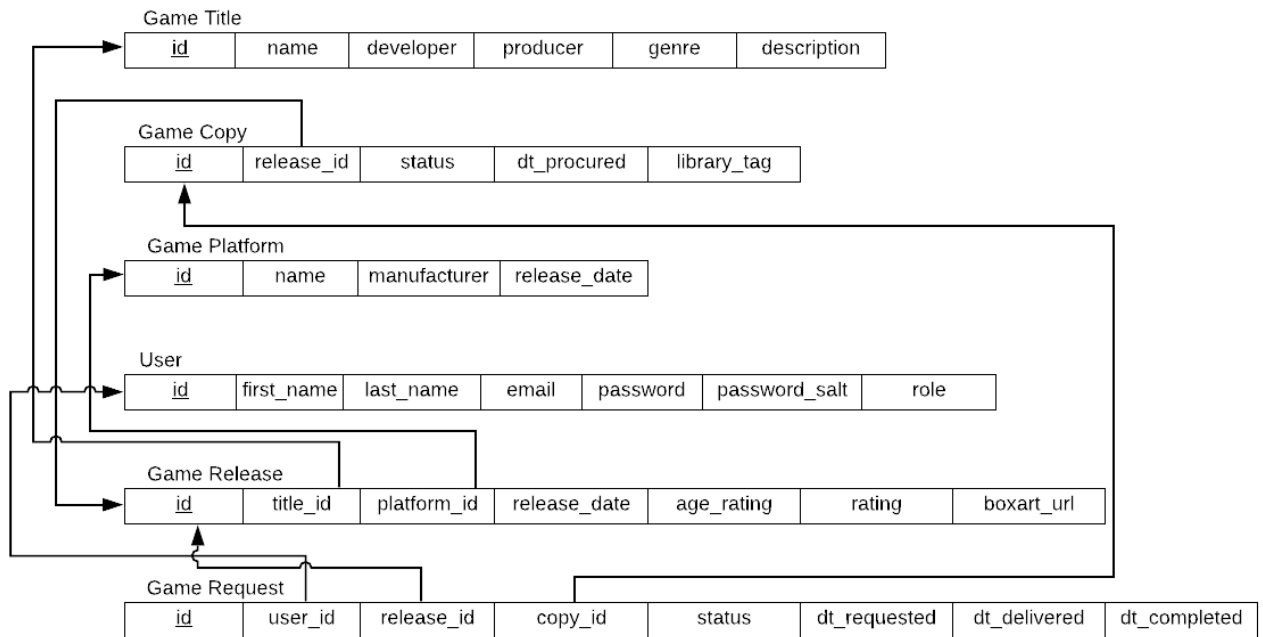 Game Title
id name developer producer genre description
Game Copy
id release_id status dt_procured library_tag
Game Platform
id name manufacturer release_date
User
id first_name last_name email password password_salt role
Game Release
id title_id platform_id release_date age_rating rating boxart_url
Game Request
id user_id release_id copy_id status dt_requested dt_delivered dt_completed